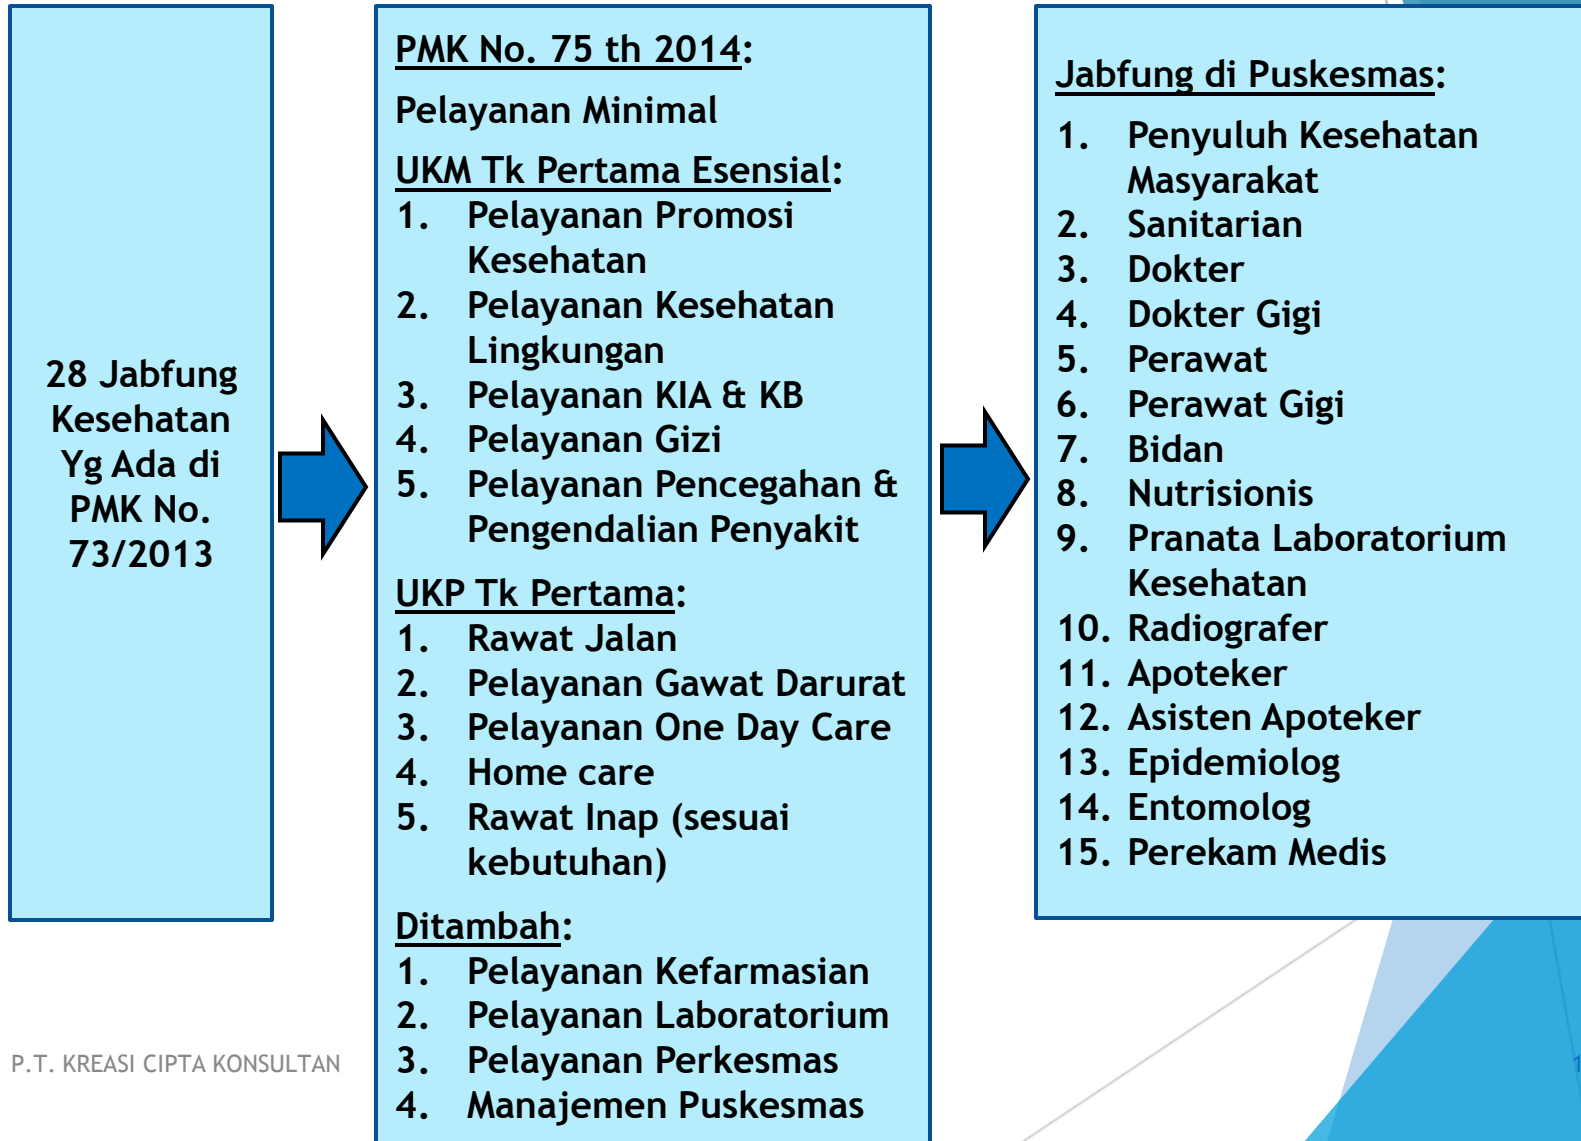 28 Jabfung
Kesehatan
Yg Ada di
PMK No.
73/2013
PMK No. 75 th 2014:
Pelayanan Minimal
UKM Tk Pertama Esensial:
1. Pelayanan Promosi
Kesehatan
2. Pelayanan Kesehatan
Lingkungan
3. Pelayanan KIA & KB
4. Pelayanan Gizi
5. Pelayanan Pencegahan &
Pengendalian Penyakit
UKP Tk Pertama:
1. Rawat Jalan
2. Pelayanan Gawat Darurat
3. Pelayanan One Day Care
4. Home care
5. Rawat Inap (sesuai
kebutuhan)
Ditambah:
1. Pelayanan Kefarmasian
2. Pelayanan Laboratorium
3. Pelayanan Perkesmas
4. Manajemen Puskesmas
Jabfung di Puskesmas:
1. Penyuluh Kesehatan
Masyarakat
2. Sanitarian
3. Dokter
4. Dokter Gigi
5. Perawat
6. Perawat Gigi
7. Bidan
8. Nutrisionis
9. Pranata Laboratorium
Kesehatan
10. Radiografer
11. Apoteker
12. Asisten Apoteker
13. Epidemiolog
14. Entomolog
15. Perekam Medis
P.T. KREASI CIPTA KONSULTAN